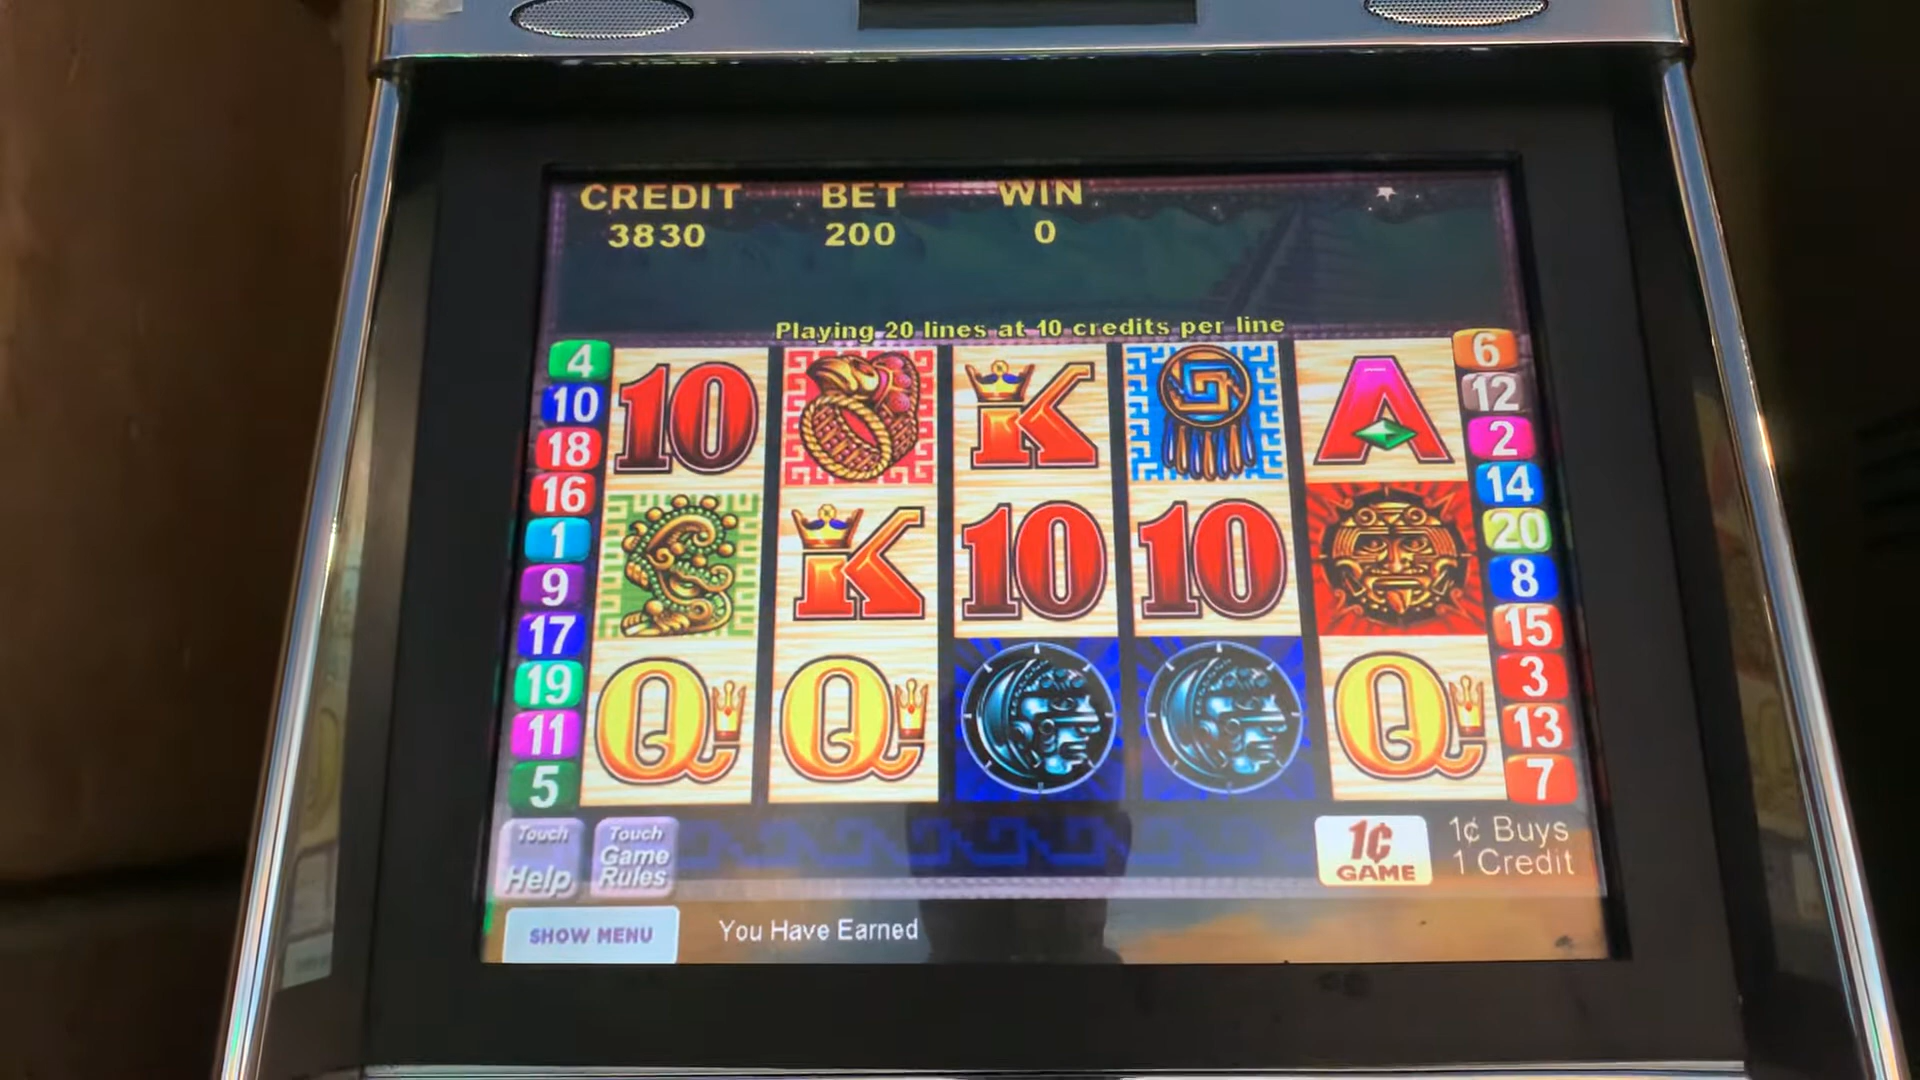 CREDIT BET WIN
3830 200 0
Playing 20 lines at 10 credits per line
4 10 K A 6
10 12
18 2
16 14
1 K 10 10 20
9 8
17 15
19 Q Q Q 3
11 13
5 7
Touch Help
Touch Game Rules
1¢ GAME
1¢ Buys
1 Credit
SHOW MENU
You Have Earned